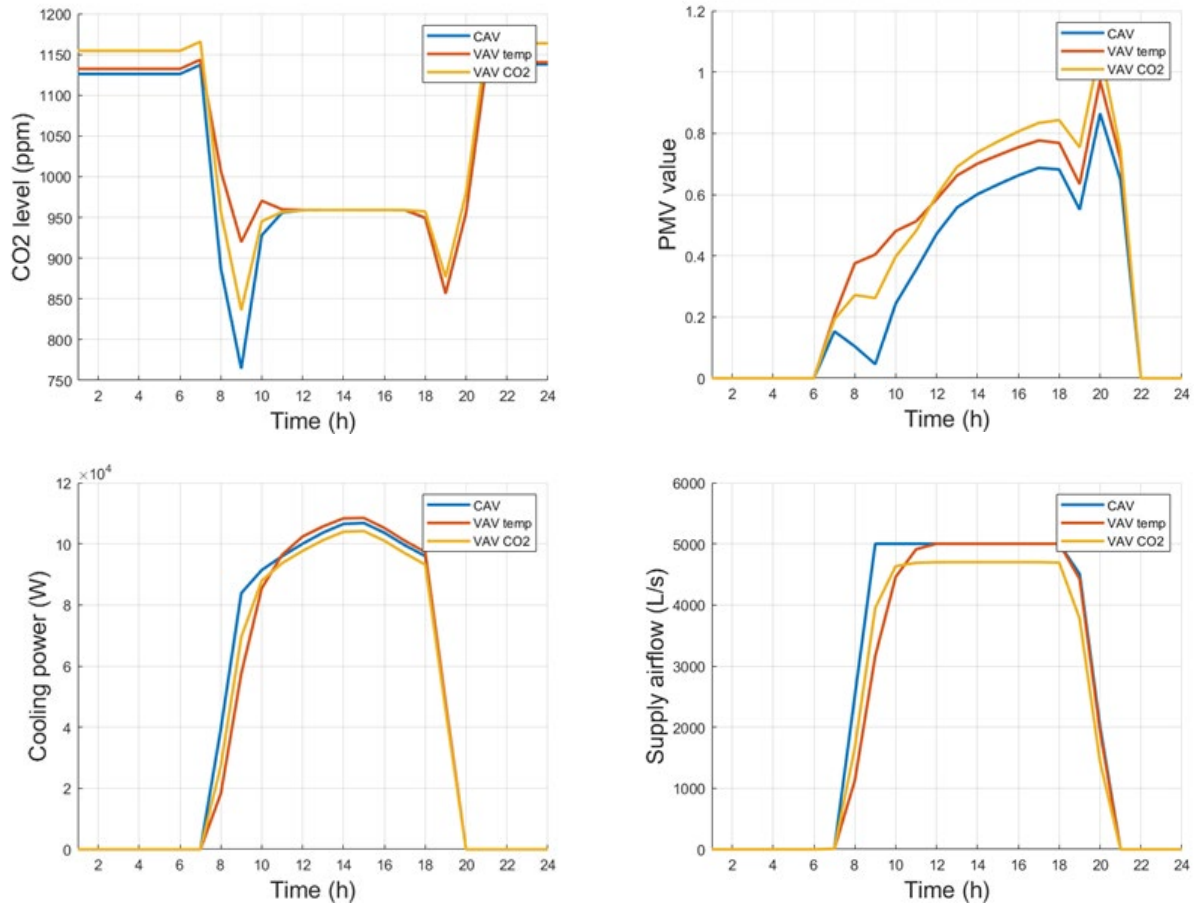 1200
1150
1100
1050
1000
950
900
850
800
750
CO2 level (ppm)
CAV
VAV temp
VAV CO2
2 4 6 8 10 12 14 16 18 20 22 24
Time (h)
1.2
1
0.8
0.6
0.4
0.2
0
PMV value
CAV
VAV temp
VAV CO2
2 4 6 8 10 12 14 16 18 20 22 24
Time (h)
×10⁴
12
10
8
6
4
2
0
Cooling power (W)
CAV
VAV temp
VAV CO2
2 4 6 8 10 12 14 16 18 20 22 24
Time (h)
6000
5000
4000
3000
2000
1000
0
Supply airflow (L/s)
CAV
VAV temp
VAV CO2
2 4 6 8 10 12 14 16 18 20 22 24
Time (h)